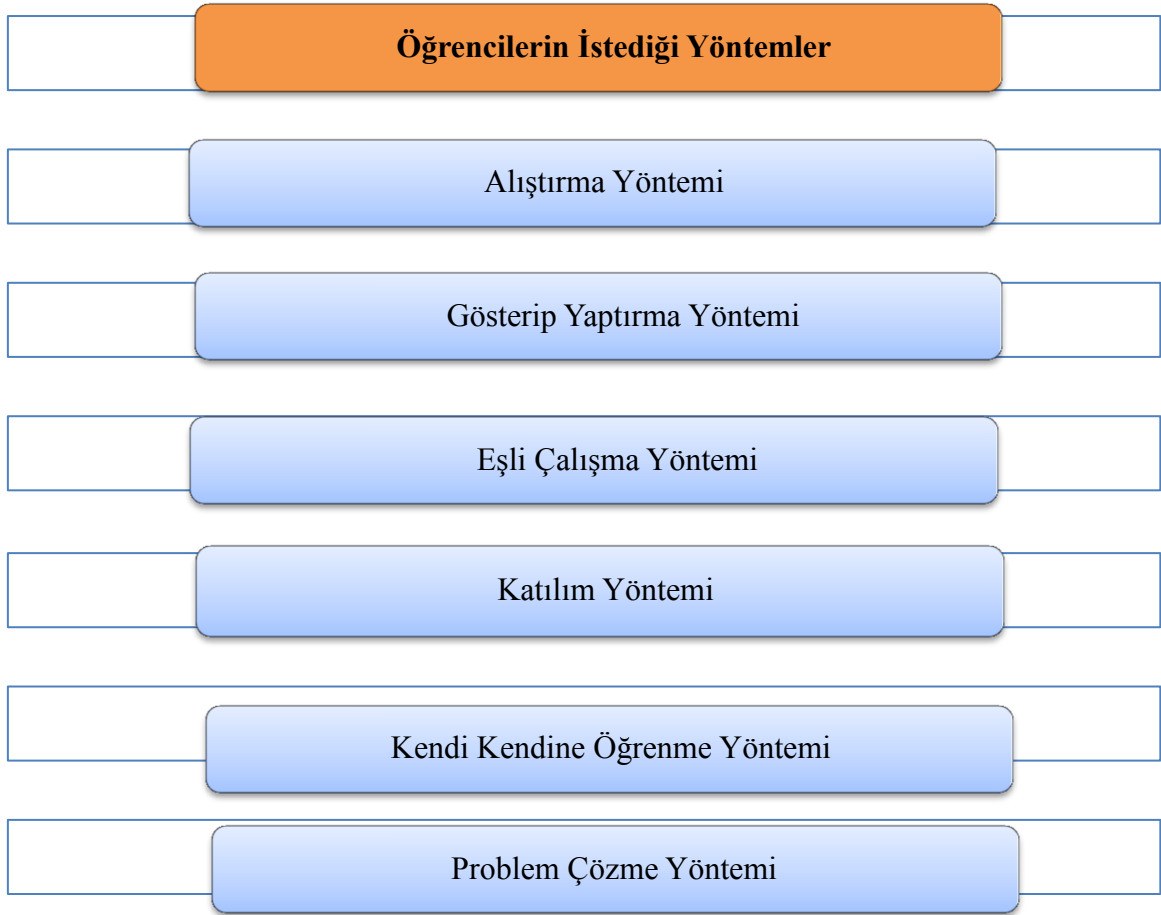 Öğrencilerin İstediği Yöntemler
Alıştırma Yöntemi
Gösterip Yaptırma Yöntemi
Eşli Çalışma Yöntemi
Katılım Yöntemi
Kendi Kendine Öğrenme Yöntemi
Problem Çözme Yöntemi